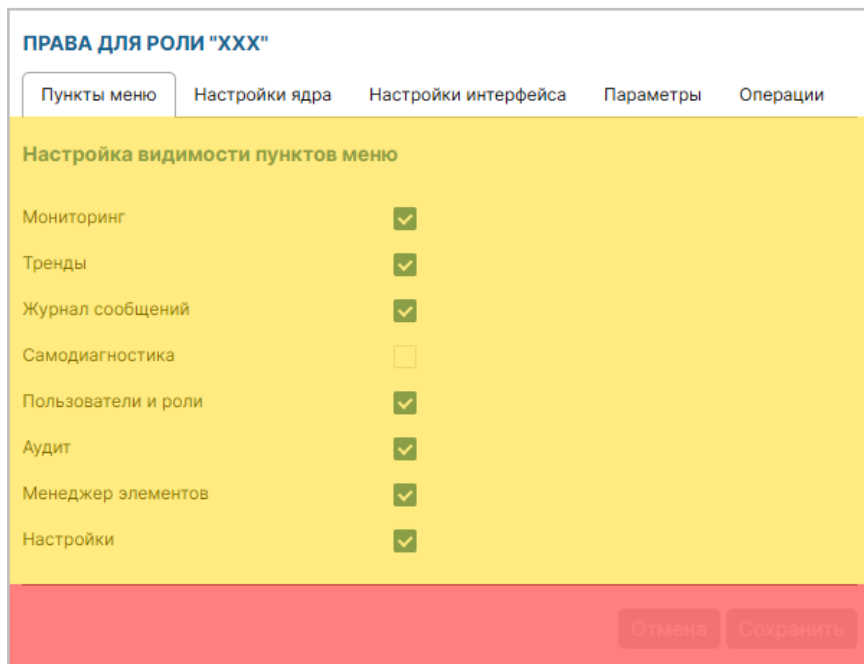 ПРАВА ДЛЯ РОЛИ "XXX"
Пункты меню Настройки ядра Настройки интерфейса Параметры Операции
Настройка видимости пунктов меню
Мониторинг
Тренды
Журнал сообщений
Самодиагностика
Пользователи и роли
Аудит
Менеджер элементов
Настройки
Отмена Сохранить